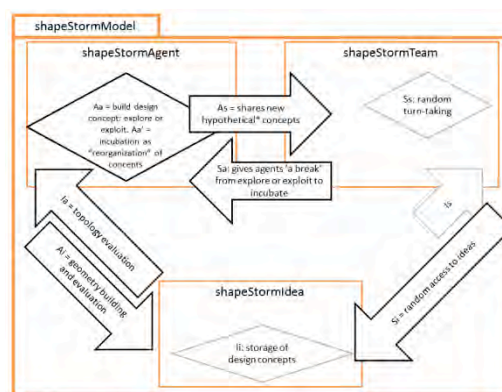 shapeStormModel
shapeStormAgent
shapeStormTeam
Aa = build design
concept: explore or
exploit. Aa' =
incubation as
"reorganization" of
concepts
As = shares new
hypothetical* concepts
Ss: random
turn-taking
Sa: gives agents 'a break'
from explore or exploit to
incubate
Ia = topology evaluation
Ai = geometry building
and evaluation
Is
Si = random access to ideas
shapeStormIdea
Ii: storage of
design concepts